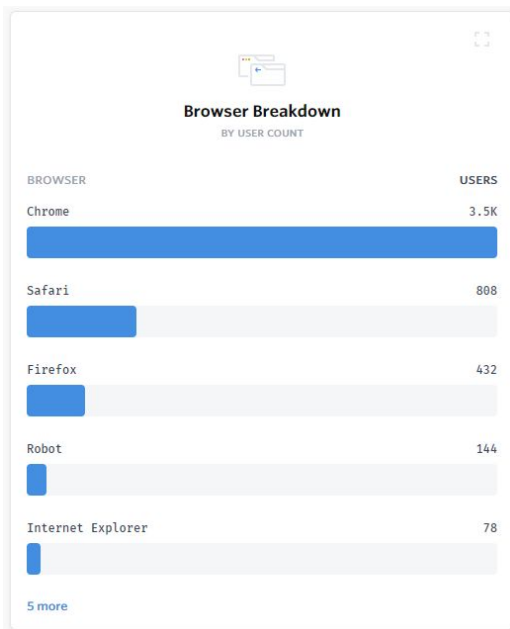 Browser Breakdown
BY USER COUNT
BROWSER USERS
Chrome 3.5K
Safari 808
Firefox 432
Robot 144
Internet Explorer 78
5 more